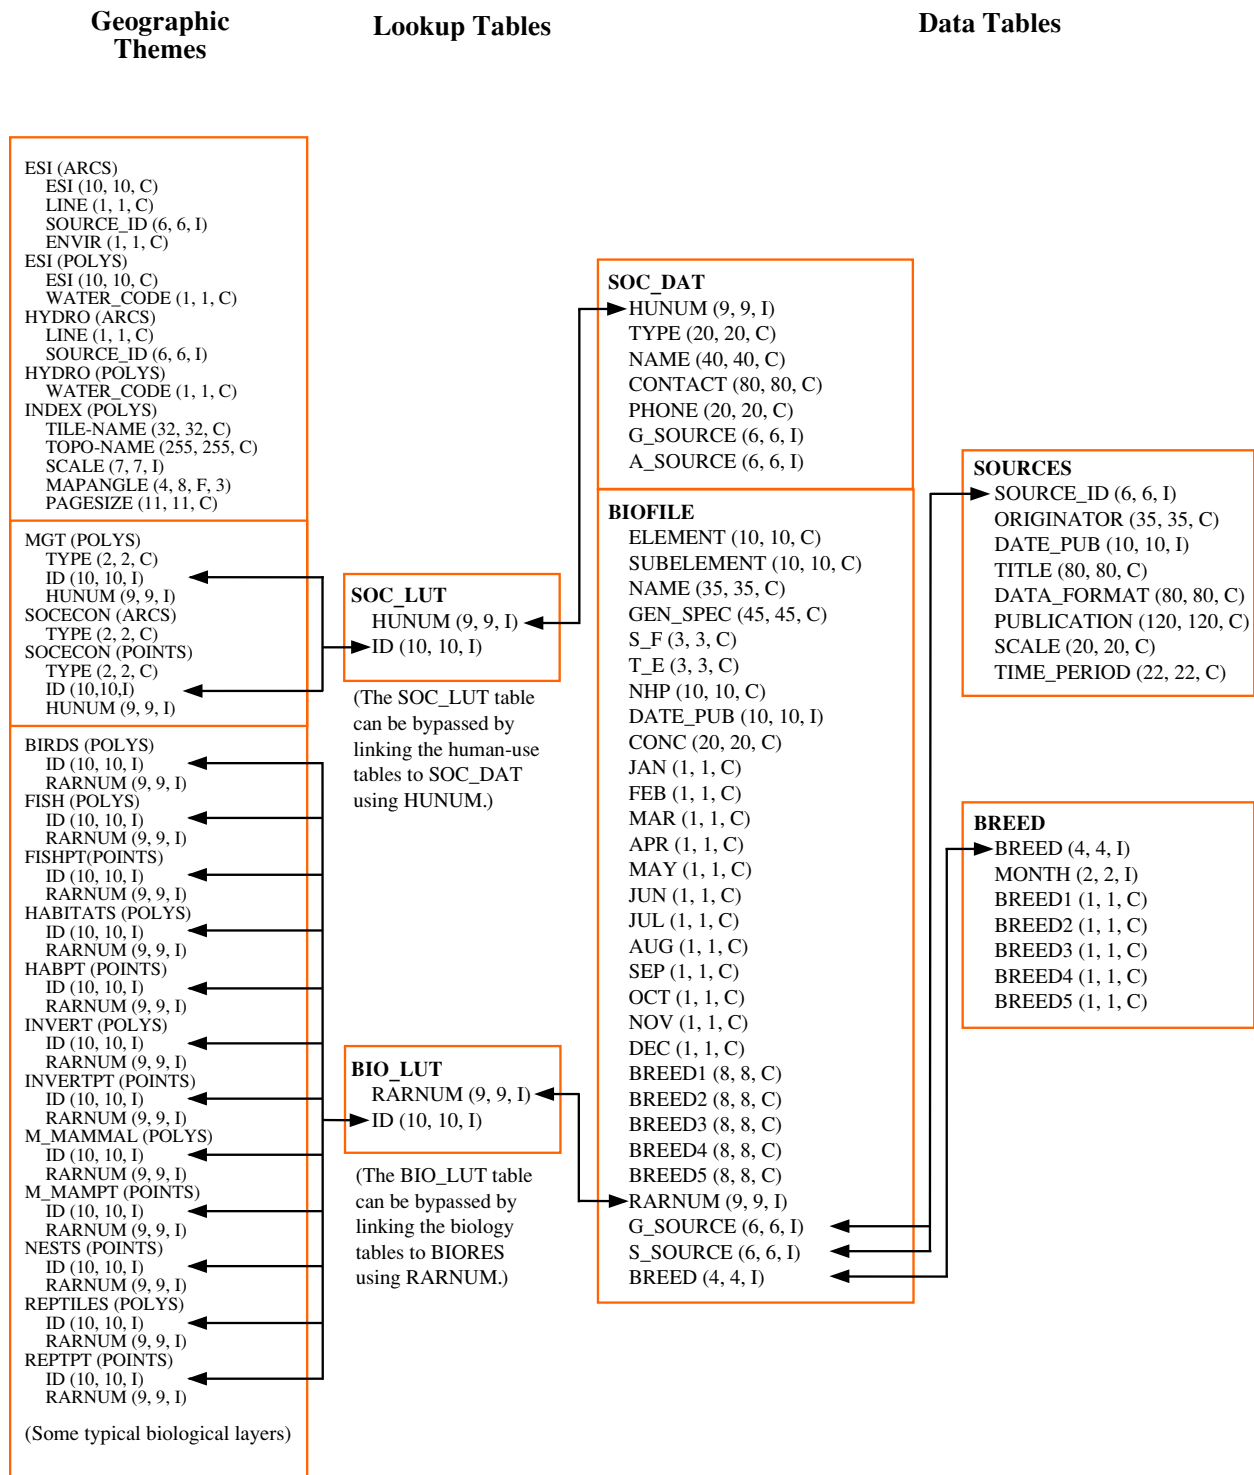 Geographic
Themes
Lookup Tables
Data Tables
ESI (ARCS)
ESI (10, 10, C)
LINE (1, 1, C)
SOURCE_ID (6, 6, I)
ENVIR (1, 1, C)
ESI (POLYS)
ESI (10, 10, C)
WATER_CODE (1, 1, C)
HYDRO (ARCS)
LINE (1, 1, C)
SOURCE_ID (6, 6, I)
HYDRO (POLYS)
WATER_CODE (1, 1, C)
INDEX (POLYS)
TILE-NAME (32, 32, C)
TOPO-NAME (255, 255, C)
SCALE (7, 7, I)
MAPANGLE (4, 8, F, 3)
PAGESIZE (11, 11, C)
MGT (POLYS)
TYPE (2, 2, C)
ID (10, 10, I)
HUNUM (9, 9, I)
SOCECON (ARCS)
TYPE (2, 2, C)
SOCECON (POINTS)
TYPE (2, 2, C)
ID (10,10,I)
HUNUM (9, 9, I)
BIRDS (POLYS)
ID (10, 10, I)
RARNUM (9, 9, I)
FISH (POLYS)
ID (10, 10, I)
RARNUM (9, 9, I)
FISHPT(POINTS)
ID (10, 10, I)
RARNUM (9, 9, I)
HABITATS (POLYS)
ID (10, 10, I)
RARNUM (9, 9, I)
HABPT (POINTS)
ID (10, 10, I)
RARNUM (9, 9, I)
INVERT (POLYS)
ID (10, 10, I)
RARNUM (9, 9, I)
INVERTPT (POINTS)
ID (10, 10, I)
RARNUM (9, 9, I)
M_MAMMAL (POLYS)
ID (10, 10, I)
RARNUM (9, 9, I)
M_MAMPT (POINTS)
ID (10, 10, I)
RARNUM (9, 9, I)
NESTS (POINTS)
ID (10, 10, I)
RARNUM (9, 9, I)
REPTILES (POLYS)
ID (10, 10, I)
RARNUM (9, 9, I)
REPTPT (POINTS)
ID (10, 10, I)
RARNUM (9, 9, I)
(Some typical biological layers)
SOC_LUT
HUNUM (9, 9, I)
ID (10, 10, I)
(The SOC_LUT table
can be bypassed by
linking the human-use
tables to SOC_DAT
using HUNUM.)
BIO_LUT
RARNUM (9, 9, I)
ID (10, 10, I)
(The BIO_LUT table
can be bypassed by
linking the biology
tables to BIORES
using RARNUM.)
SOC_DAT
HUNUM (9, 9, I)
TYPE (20, 20, C)
NAME (40, 40, C)
CONTACT (80, 80, C)
PHONE (20, 20, C)
G_SOURCE (6, 6, I)
A_SOURCE (6, 6, I)
BIOFILE
ELEMENT (10, 10, C)
SUBELEMENT (10, 10, C)
NAME (35, 35, C)
GEN_SPEC (45, 45, C)
S_F (3, 3, C)
T_E (3, 3, C)
NHP (10, 10, C)
DATE_PUB (10, 10, I)
CONC (20, 20, C)
JAN (1, 1, C)
FEB (1, 1, C)
MAR (1, 1, C)
APR (1, 1, C)
MAY (1, 1, C)
JUN (1, 1, C)
JUL (1, 1, C)
AUG (1, 1, C)
SEP (1, 1, C)
OCT (1, 1, C)
NOV (1, 1, C)
DEC (1, 1, C)
BREED1 (8, 8, C)
BREED2 (8, 8, C)
BREED3 (8, 8, C)
BREED4 (8, 8, C)
BREED5 (8, 8, C)
RARNUM (9, 9, I)
G_SOURCE (6, 6, I)
S_SOURCE (6, 6, I)
BREED (4, 4, I)
SOURCES
SOURCE_ID (6, 6, I)
ORIGINATOR (35, 35, C)
DATE_PUB (10, 10, I)
TITLE (80, 80, C)
DATA_FORMAT (80, 80, C)
PUBLICATION (120, 120, C)
SCALE (20, 20, C)
TIME_PERIOD (22, 22, C)
BREED
BREED (4, 4, I)
MONTH (2, 2, I)
BREED1 (1, 1, C)
BREED2 (1, 1, C)
BREED3 (1, 1, C)
BREED4 (1, 1, C)
BREED5 (1, 1, C)